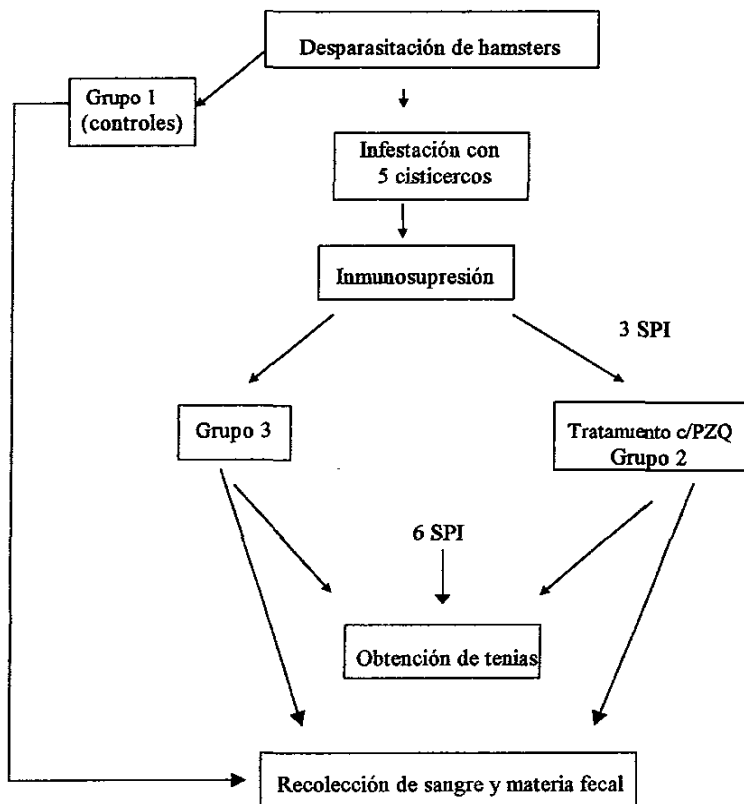 Desparasitación de hamsters
Grupo 1
(controles)
Infestación con
5 cisticercos
Inmunosupresión
3 SPI
Grupo 3
Tratamiento c/PZQ
Grupo 2
6 SPI
Obtención de tenias
Recolección de sangre y materia fecal